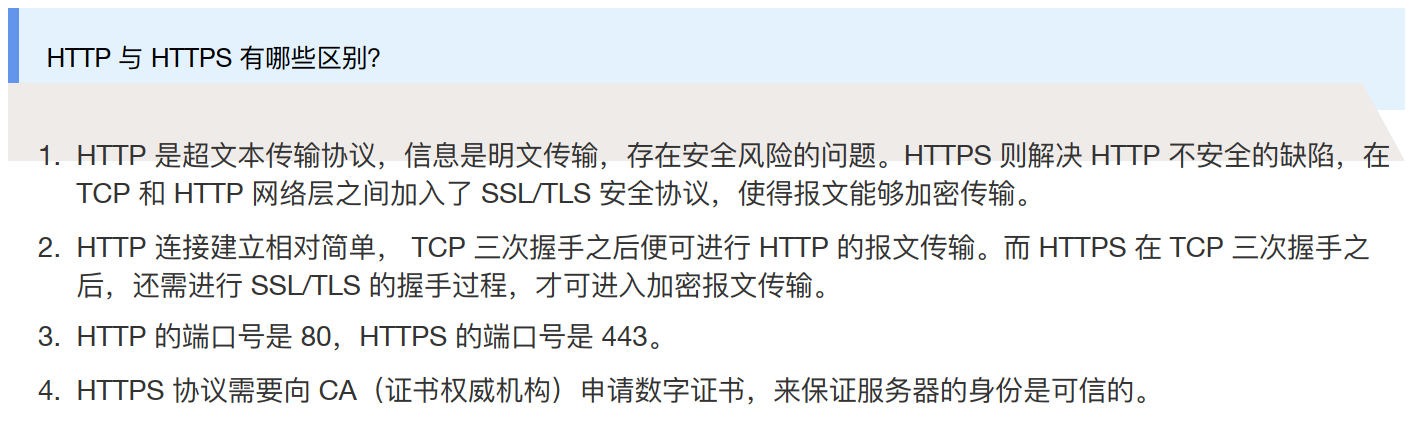 HTTP 与 HTTPS 有哪些区别？
1. HTTP 是超文本传输协议，信息是明文传输，存在安全风险的问题。HTTPS 则解决 HTTP 不安全的缺陷，在
TCP 和 HTTP 网络层之间加入了 SSL/TLS 安全协议，使得报文能够加密传输。
2. HTTP 连接建立相对简单， TCP 三次握手之后便可进行 HTTP 的报文传输。而 HTTPS 在 TCP 三次握手之
后，还需进行 SSL/TLS 的握手过程，才可进入加密报文传输。
3. HTTP 的端口号是 80，HTTPS 的端口号是 443。
4. HTTPS 协议需要向 CA（证书权威机构）申请数字证书，来保证服务器的身份是可信的。